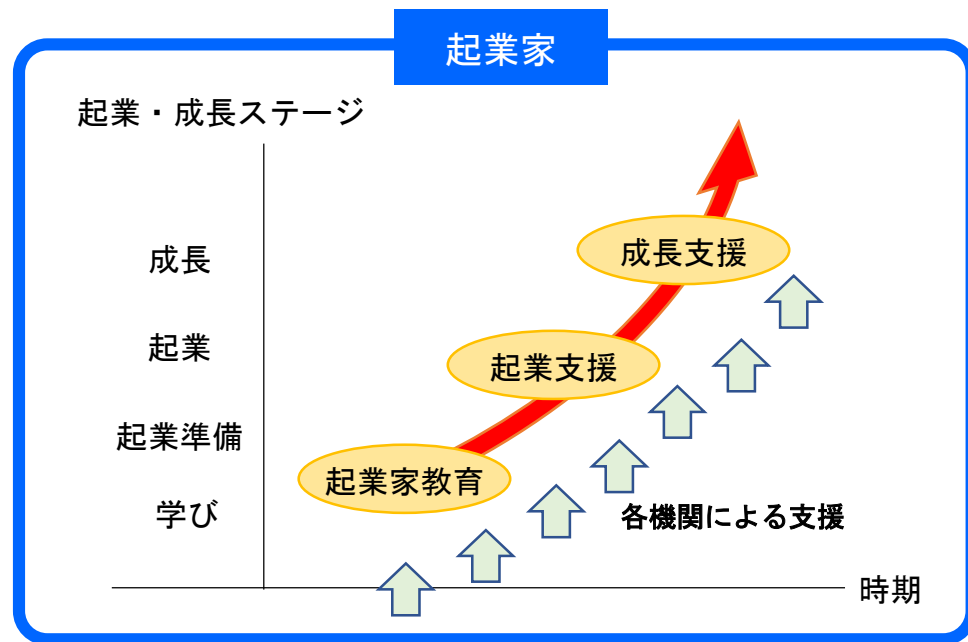 起業家
起業・成長ステージ
成長
成長支援
起業
起業支援
起業準備
起業家教育
学び
各機関による支援
時期